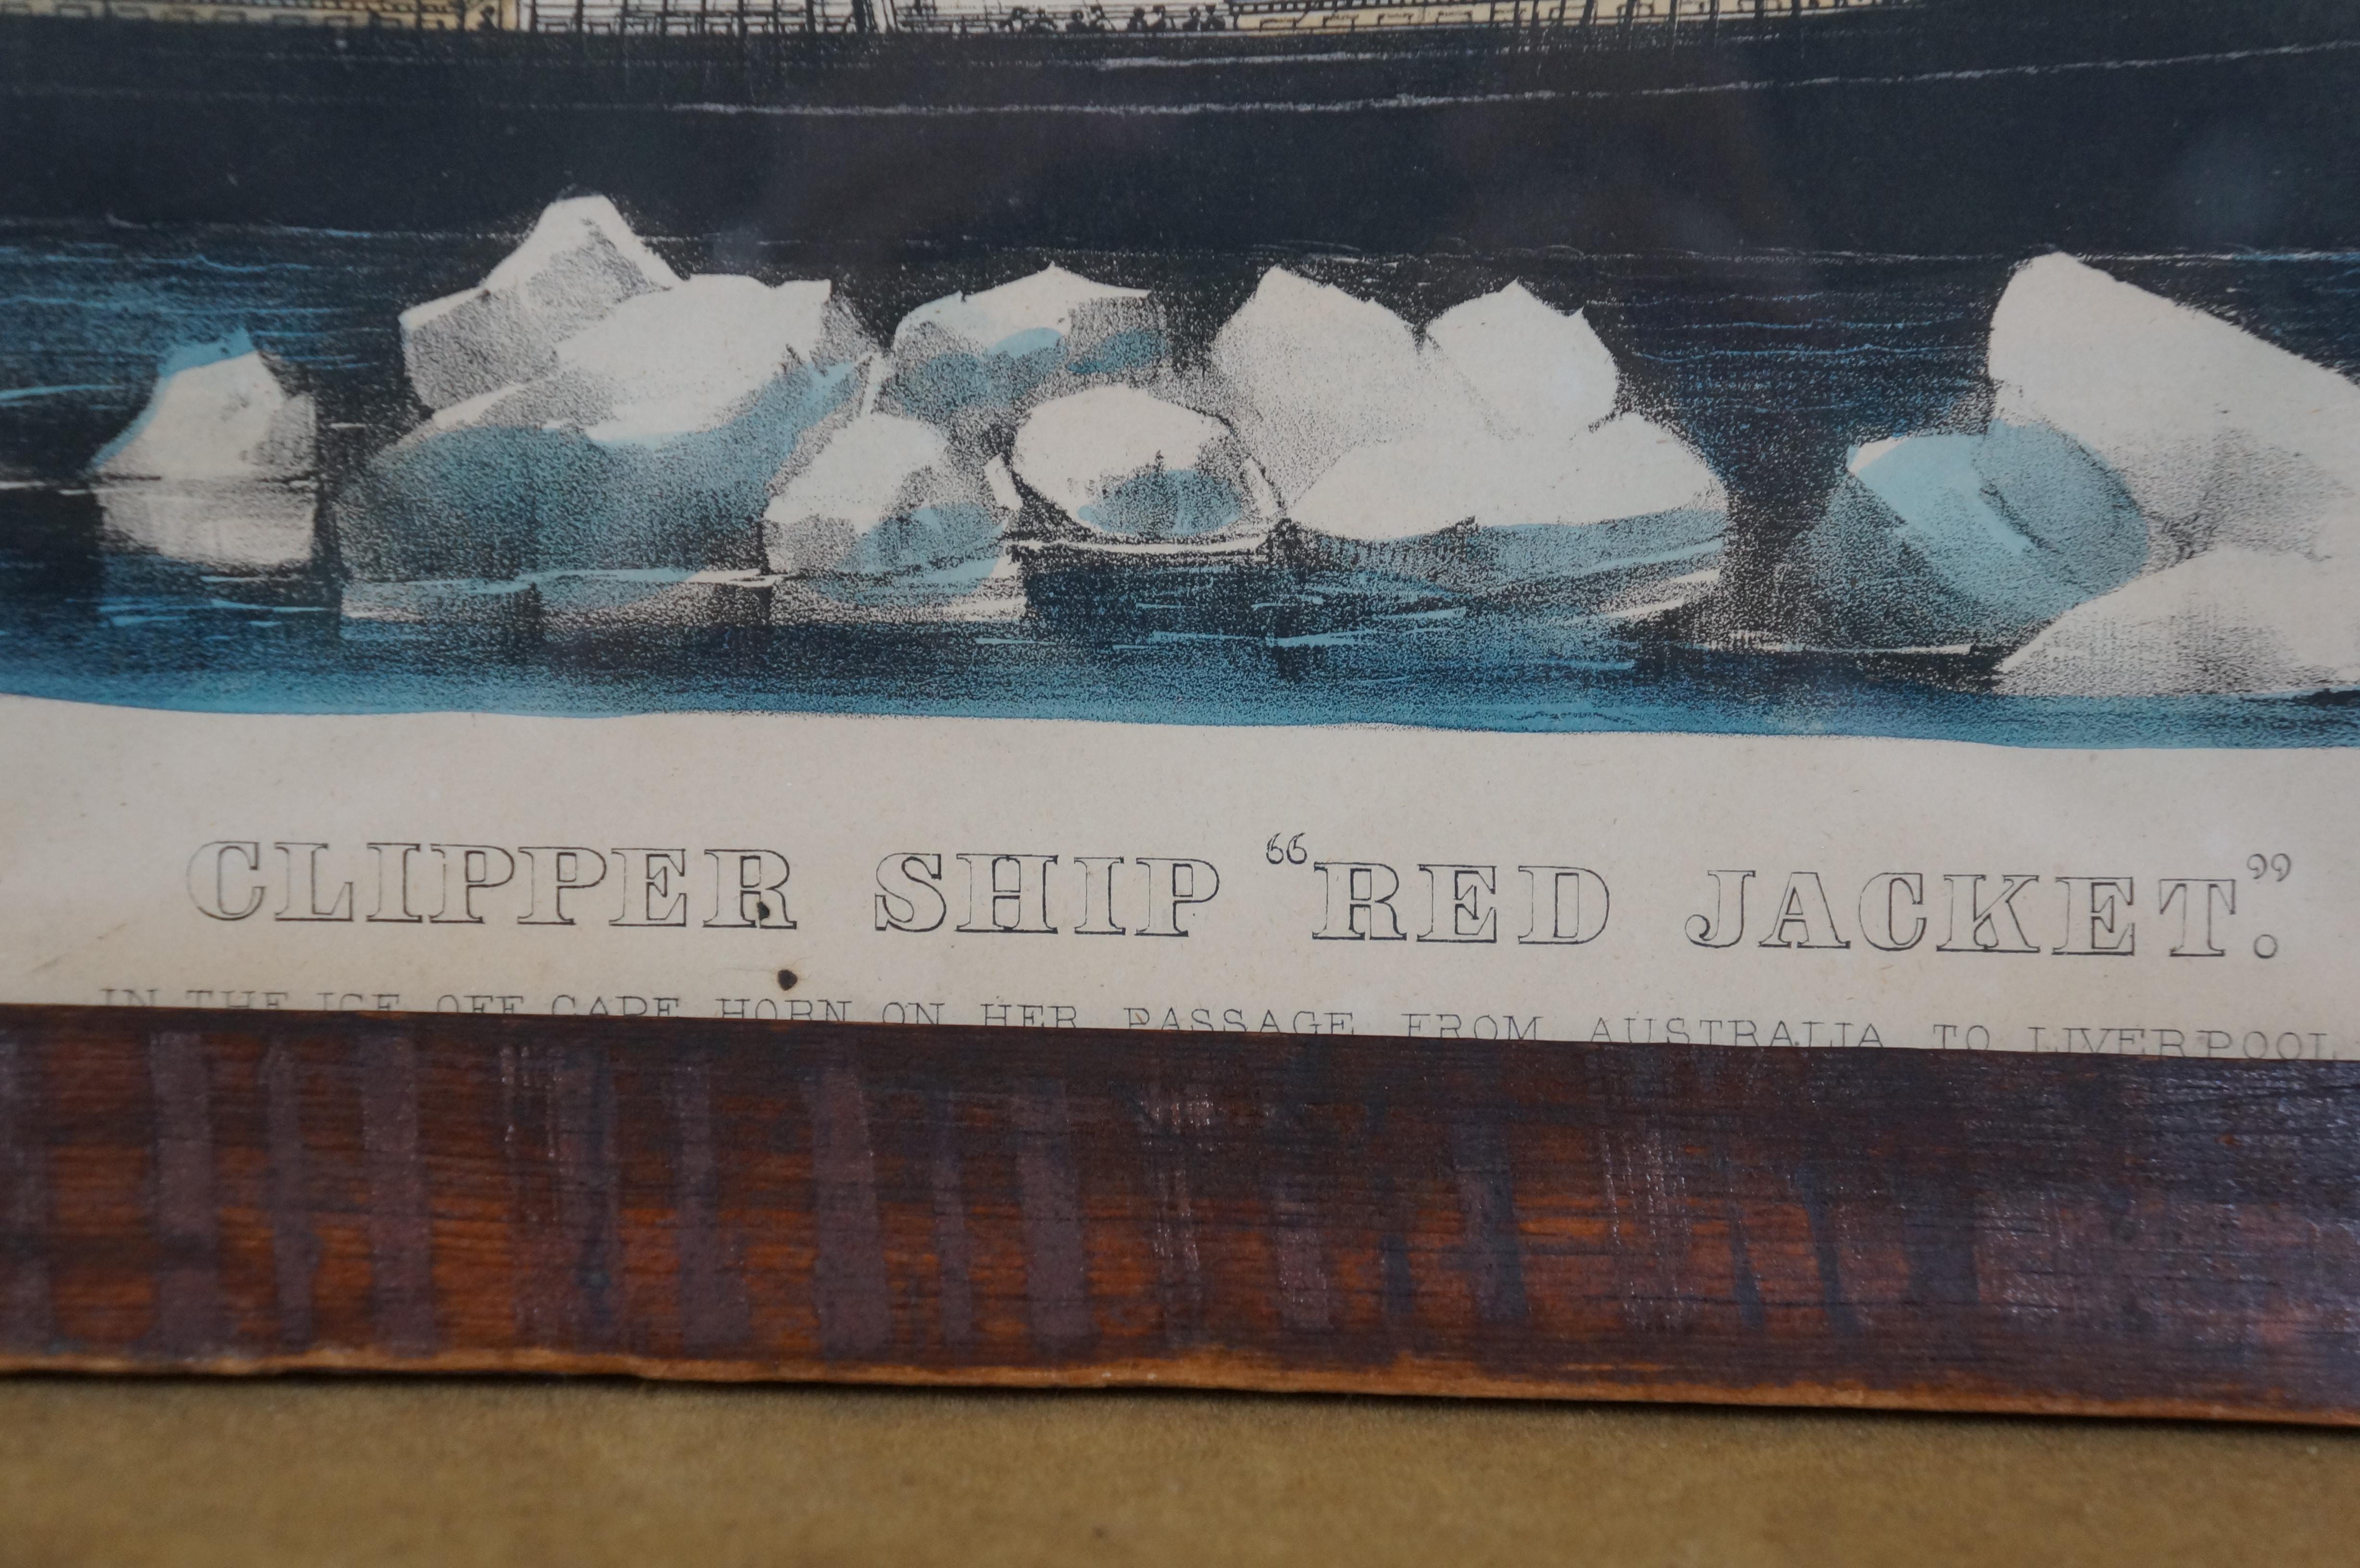 CLIPPER SHIP “RED JACKET.”
IN THE ICE OFF CAPE HORN ON HER PASSAGE FROM AUSTRALIA TO LIVERPOOL